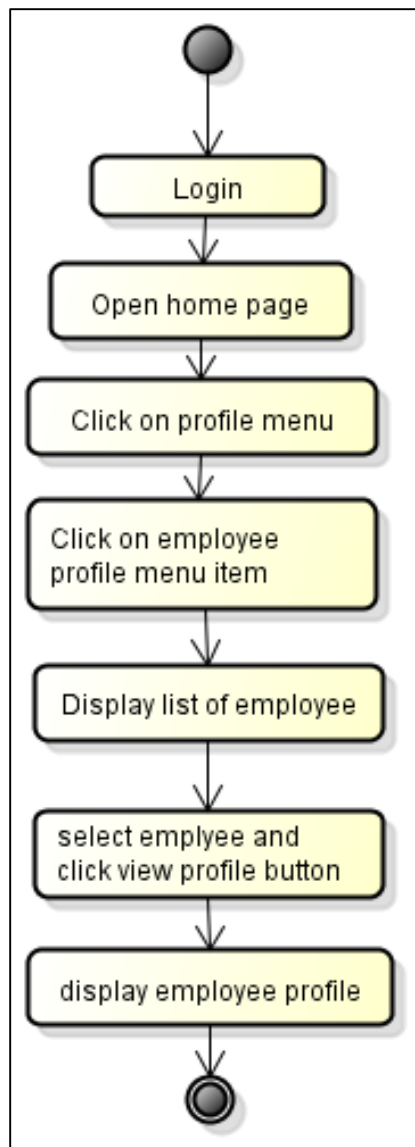 Login
Open home page
Click on profile menu
Click on employee
profile menu item
Display list of employee
select emplyee and
click view profile button
display employee profile